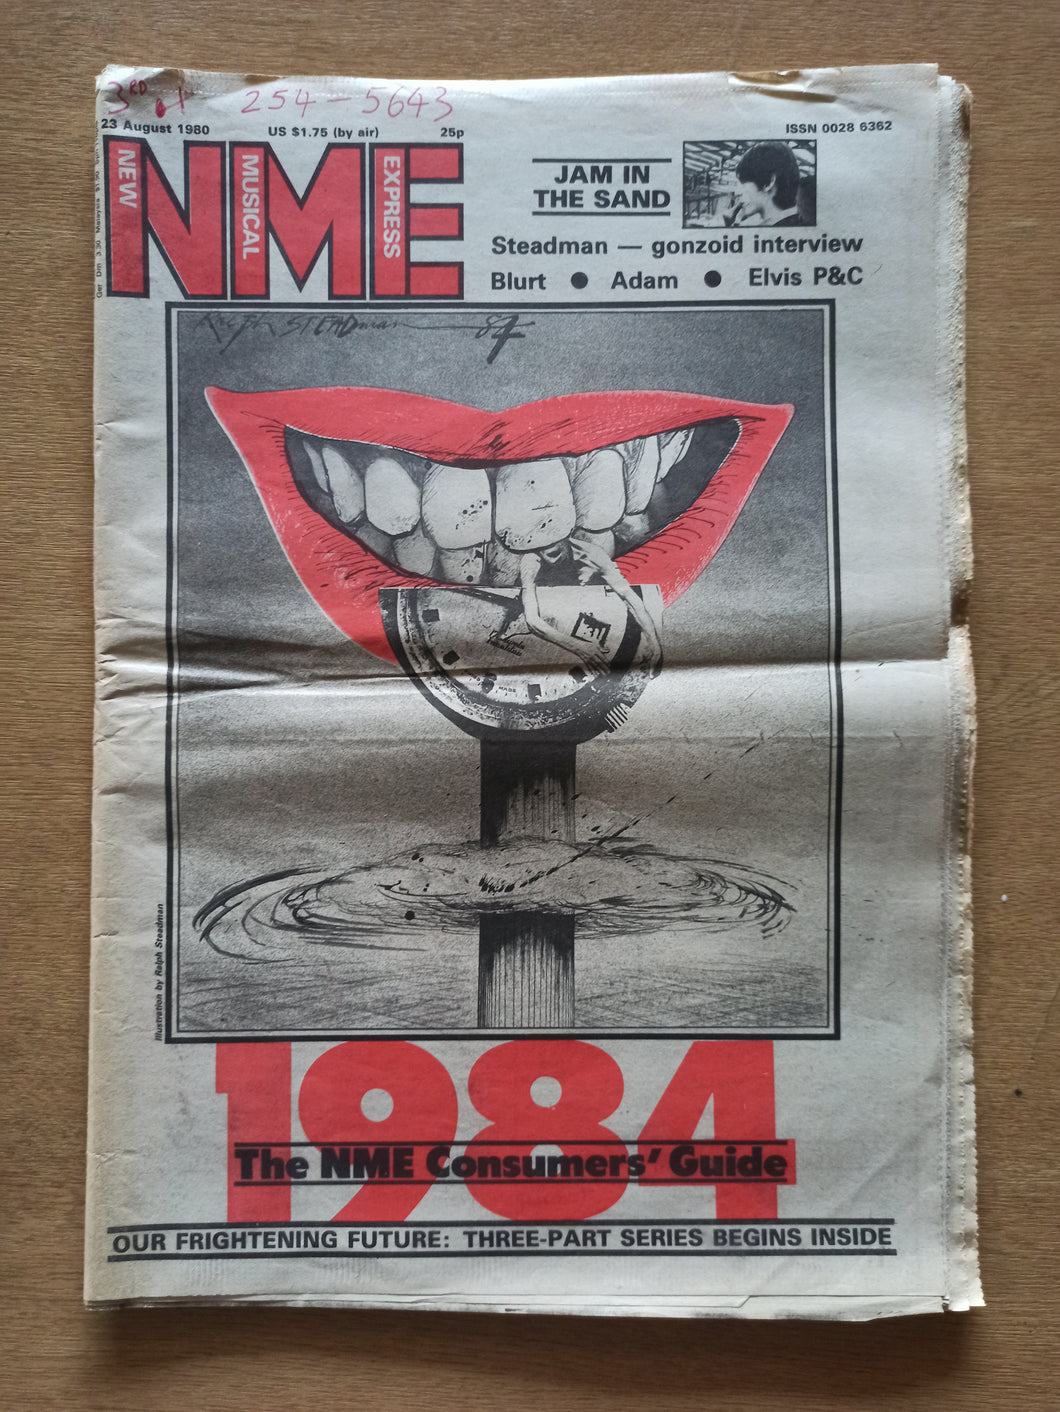 3RD 254-5643
23 August 1980 US $1.75 (by air) 25p
ISSN 0028 6362
NME
NEW MUSICAL EXPRESS
JAM IN
THE SAND
Steadman — gonzoid interview
Blurt ● Adam ● Elvis P&C
Ralph STEADman 84
MADE
Illustration by Ralph Steadman
1984
The NME Consumers' Guide
OUR FRIGHTENING FUTURE: THREE-PART SERIES BEGINS INSIDE